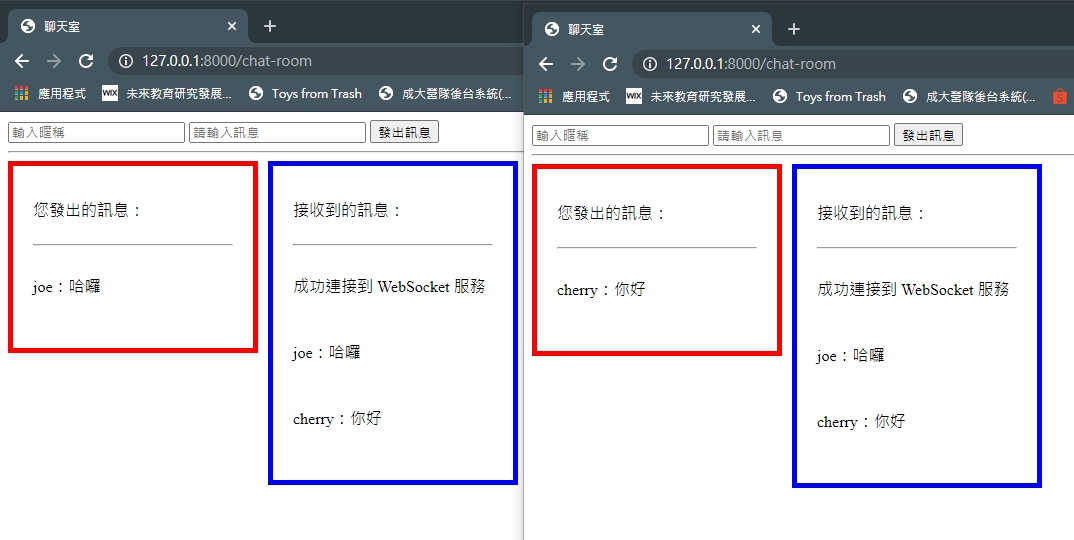 聊天室
127.0.0.1:8000/chat-room
應用程式 WIX 未來教育研究發展... Toys from Trash 成大營隊後台系統(...
輸入暱稱 請輸入訊息 發出訊息
您發出的訊息：
joe：哈囉
接收到的訊息：
成功連接到 WebSocket 服務
joe：哈囉
cherry：你好
聊天室
127.0.0.1:8000/chat-room
應用程式 WIX 未來教育研究發展... Toys from Trash 成大營隊後台系統(...
輸入暱稱 請輸入訊息 發出訊息
您發出的訊息：
cherry：你好
接收到的訊息：
成功連接到 WebSocket 服務
joe：哈囉
cherry：你好